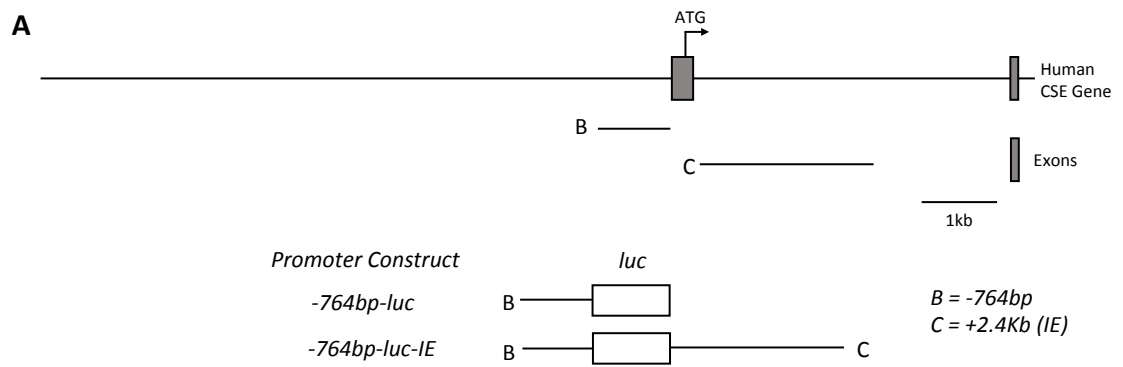 A
ATG
Human
CSE Gene
B
C
Exons
1kb
Promoter Construct
luc
-764bp-luc
B
B = -764bp
C = +2.4Kb (IE)
-764bp-luc-IE
B
C